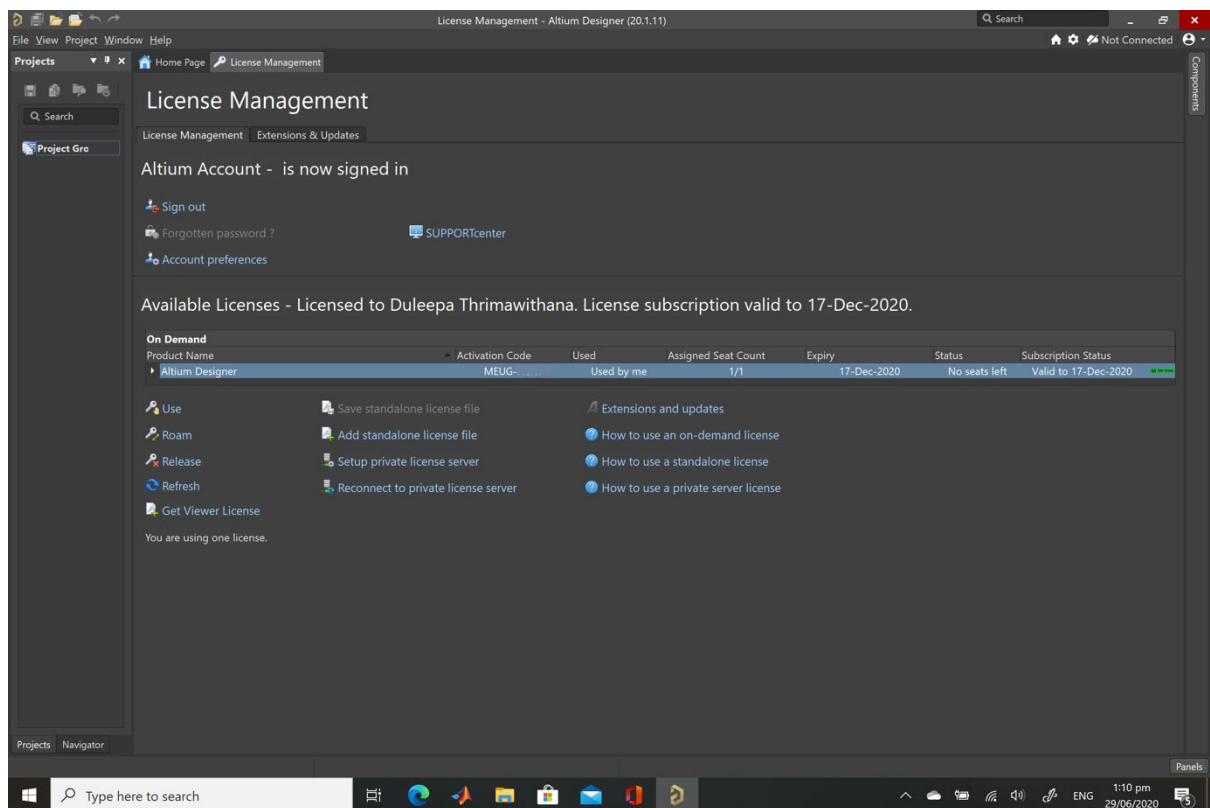 License Management - Altium Designer (20.1.11)
Search
File View Project Window Help
Not Connected
Projects
Home Page
License Management
Components
Search
License Management
License Management
Extensions & Updates
Project Gro
Altium Account - is now signed in
Sign out
Forgotten password ?
SUPPORTcenter
Account preferences
Available Licenses - Licensed to Duleepa Thrimawithana. License subscription valid to 17-Dec-2020.
On Demand
Product Name Activation Code Used Assigned Seat Count Expiry Status Subscription Status
Altium Designer MEUG- Used by me 1/1 17-Dec-2020 No seats left Valid to 17-Dec-2020
Use
Save standalone license file
Extensions and updates
Roam
Add standalone license file
How to use an on-demand license
Release
Setup private license server
How to use a standalone license
Refresh
Reconnect to private license server
How to use a private server license
Get Viewer License
You are using one license.
Projects Navigator
Panels
Type here to search
ENG
1:10 pm
29/06/2020
5